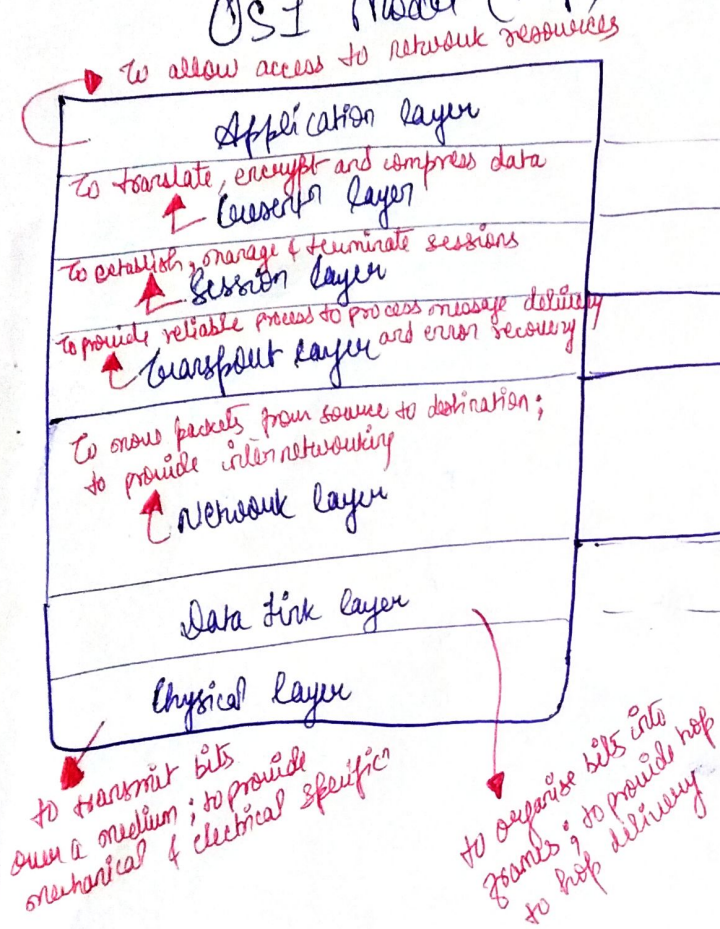 OSI Model
To allow access to network resources
Application layer
To translate, encrypt and compress data
Presentn layer
To establish, manage & terminate sessions
Session layer
To provide reliable process to process message delivery
and error recovery
Transport layer
To move packets from source to destination;
to provide internetworking
Network layer
Data Link layer
Physical layer
to transmit bits
over a medium; to provide
mechanical & electrical specific
to organise bits into
frames; to provide hop
to hop delivery